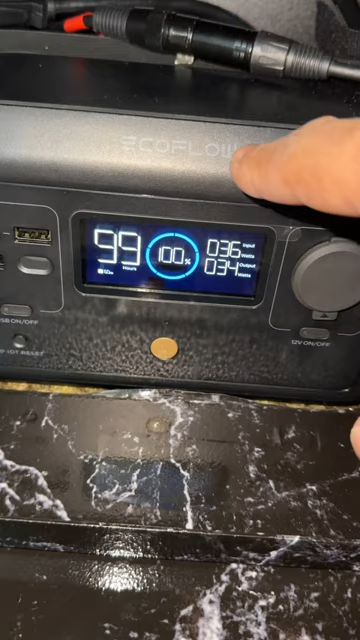 ECOFLOW
99
Hours
100%
036 Input Watts
034 Output Watts
USB ON/OFF
IOT RESET
12V ON/OFF